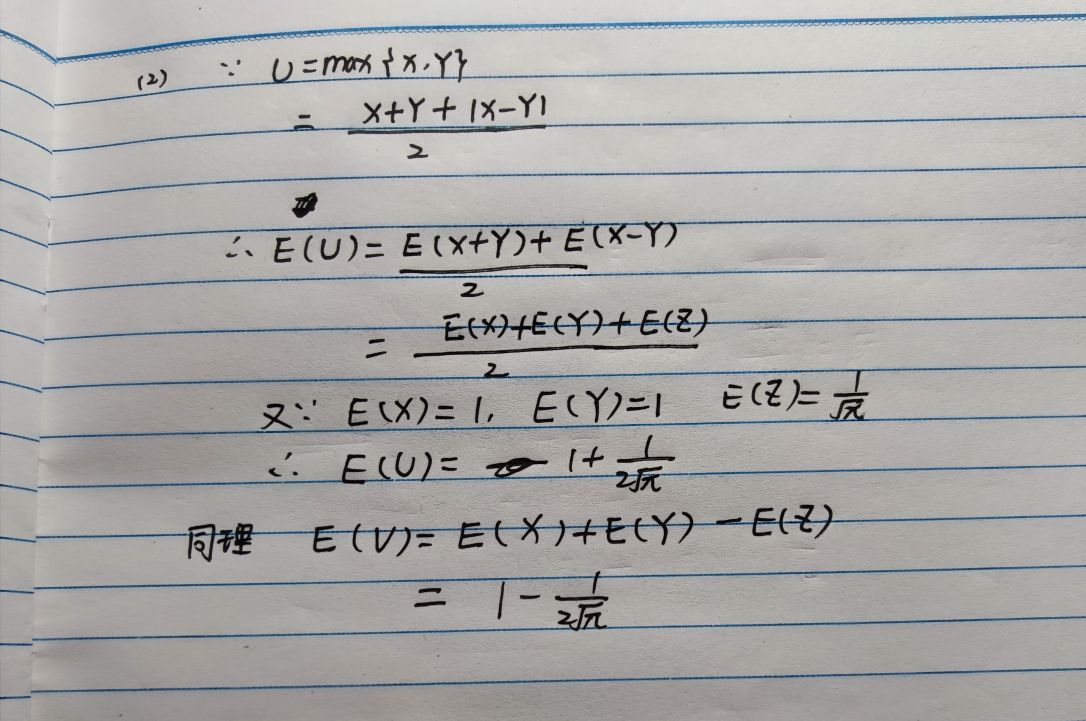 (2) ∵ U=max{X,Y}
= (X+Y+|X-Y|)/2
∴ E(U)= (E(X+Y)+E(X-Y))/2
= (E(X)+E(Y)+E(Z))/2
又∵ E(X)=1, E(Y)=1 E(Z)=1/√π
∴ E(U)= 1+1/(2√π)
同理 E(V)= E(X)+E(Y)-E(Z)
= 1-1/(2√π)